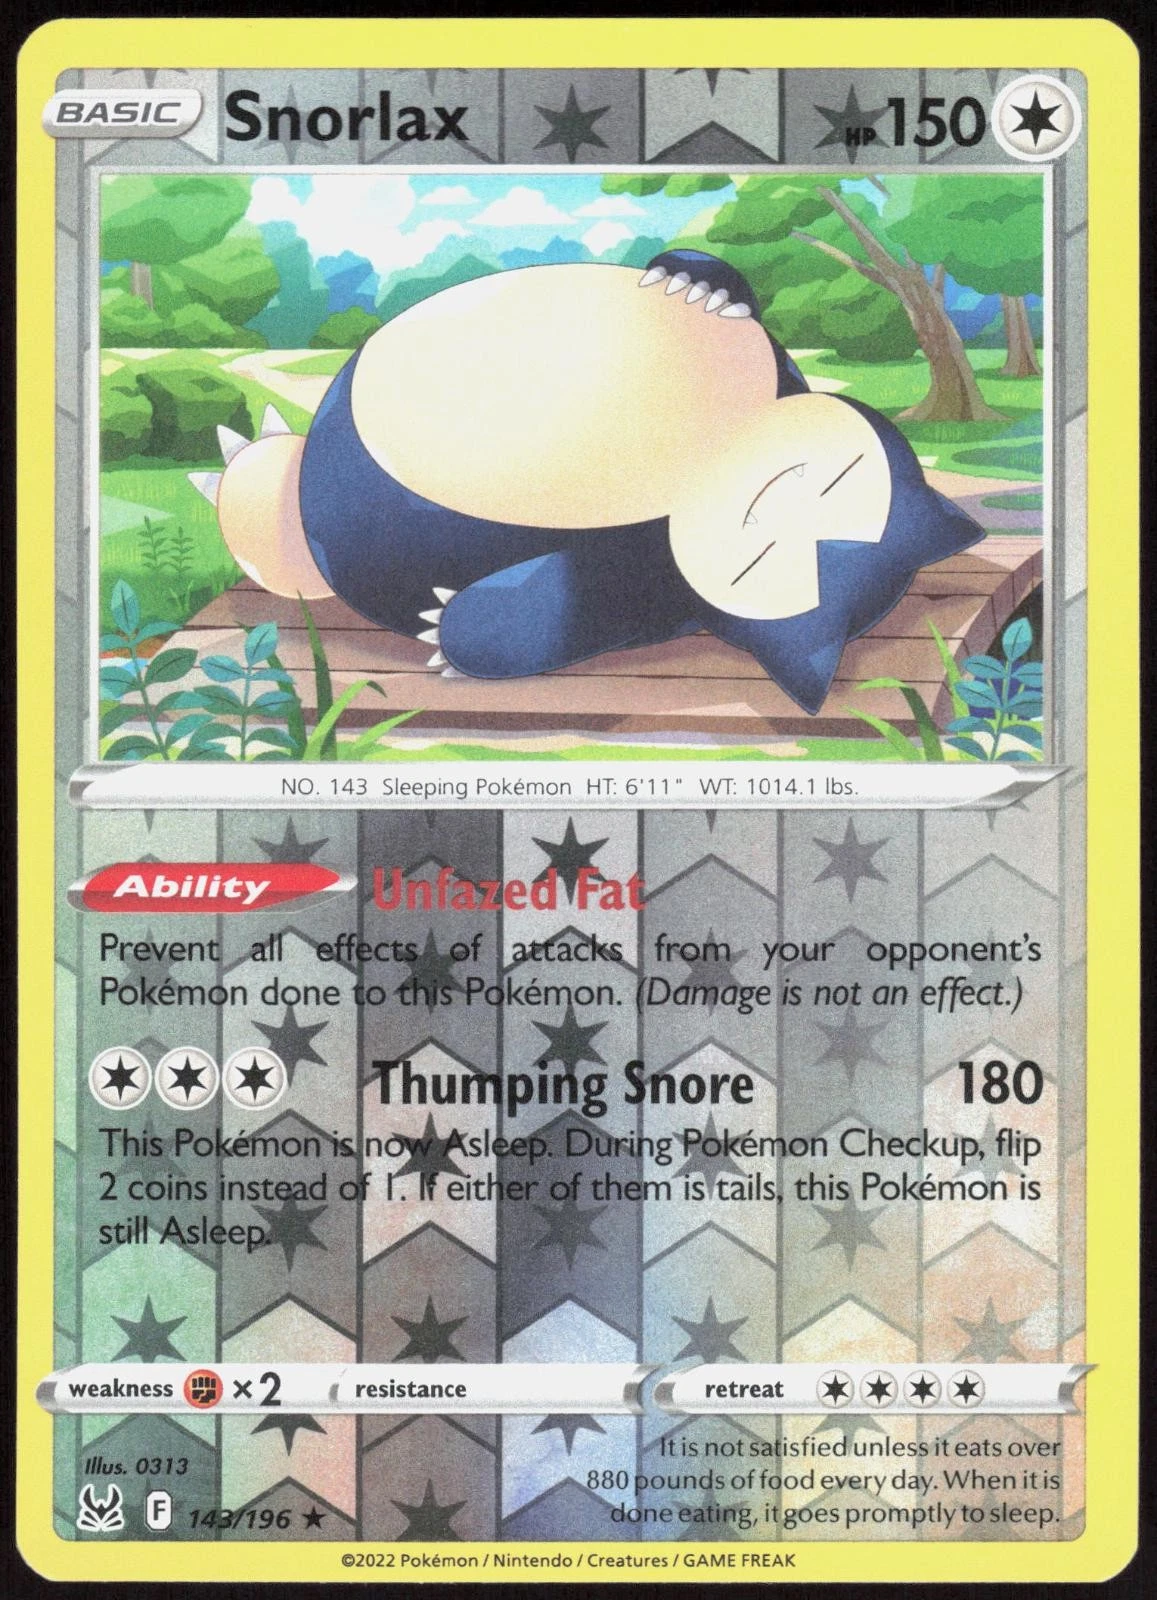 BASIC Snorlax HP 150
NO. 143 Sleeping Pokémon HT: 6'11" WT: 1014.1 lbs.
Ability Unfazed Fat
Prevent all effects of attacks from your opponent's
Pokémon done to this Pokémon. (Damage is not an effect.)
Thumping Snore 180
This Pokémon is now Asleep. During Pokémon Checkup, flip
2 coins instead of 1. If either of them is tails, this Pokémon is
still Asleep.
weakness ×2 resistance retreat
It is not satisfied unless it eats over
880 pounds of food every day. When it is
done eating, it goes promptly to sleep.
Illus. 0313
F 143/196 ★
©2022 Pokémon / Nintendo / Creatures / GAME FREAK